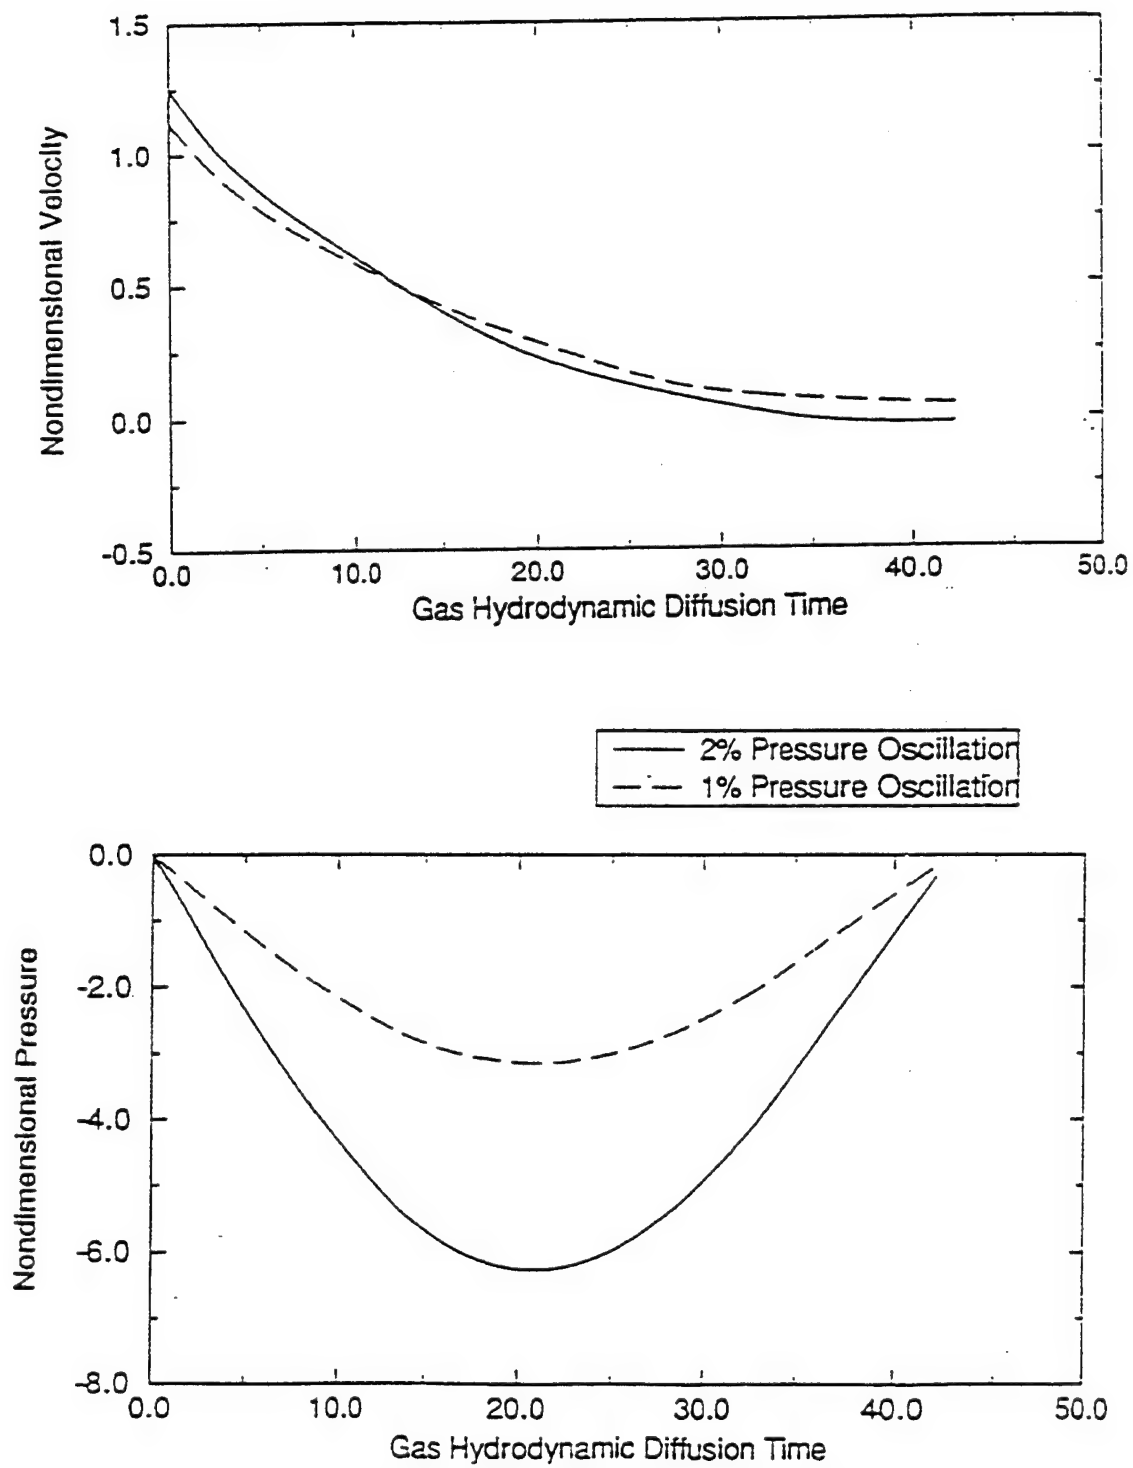 1.5
1.0
0.5
0.0
-0.5
Nondimensional Velocity
0.0 10.0 20.0 30.0 40.0 50.0
Gas Hydrodynamic Diffusion Time
2% Pressure Oscillation
1% Pressure Oscillation
0.0
-2.0
-4.0
-6.0
-8.0
Nondimensional Pressure
0.0 10.0 20.0 30.0 40.0 50.0
Gas Hydrodynamic Diffusion Time